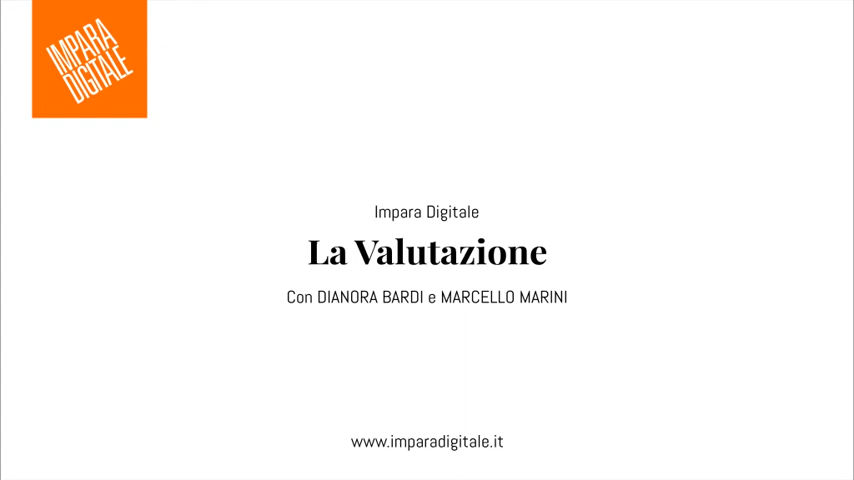 IMPARA
DIGITALE
Impara Digitale
La Valutazione
Con DIANORA BARDI e MARCELLO MARINI
www.imparadigitale.it